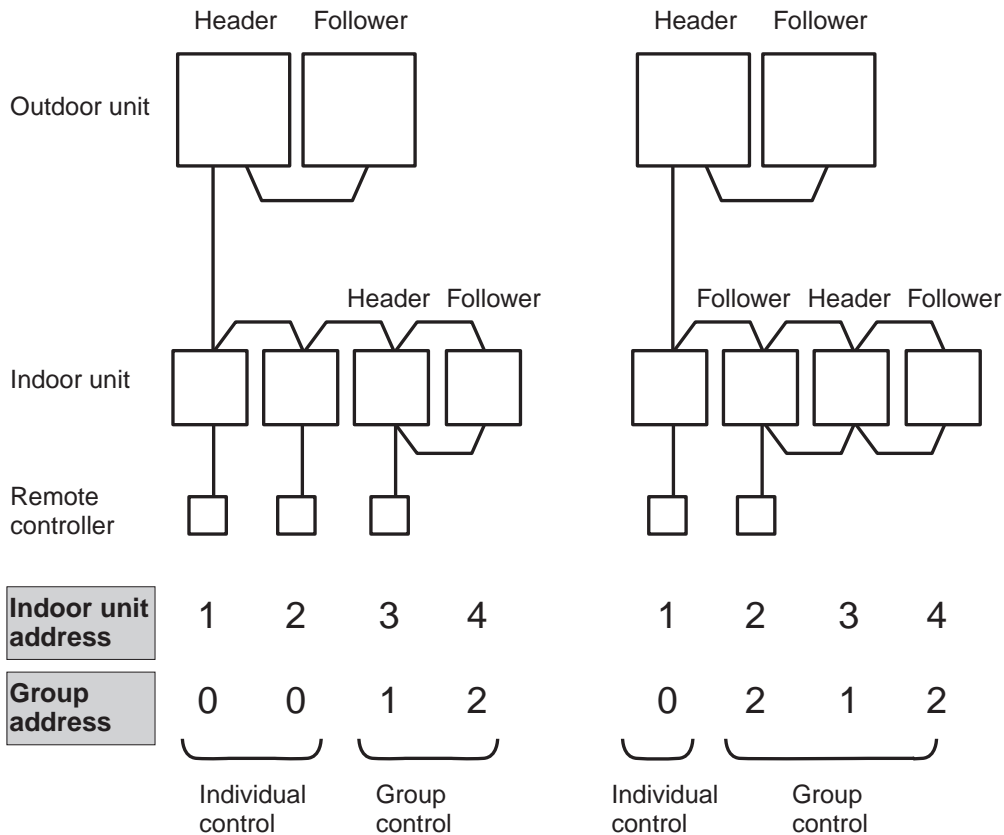 Header Follower Header Follower
Outdoor unit
Header Follower Follower Header Follower
Indoor unit
Remote
controller
Indoor unit
address
1 2 3 4 1 2 3 4
Group
address
0 0 1 2 0 2 1 2
Individual
control
Group
control
Individual
control
Group
control